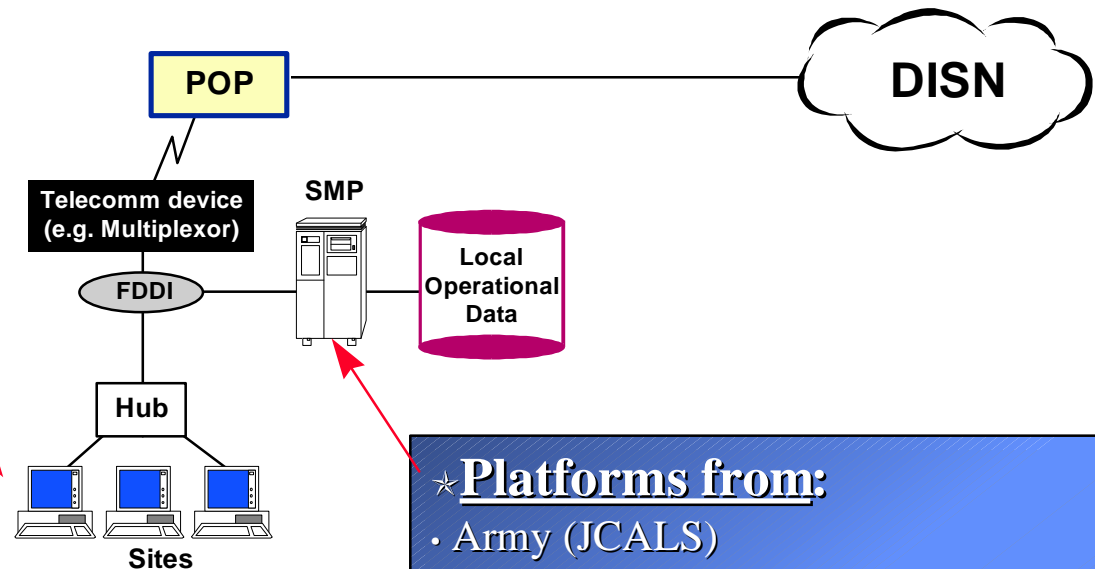 POP
DISN
Telecomm device
(e.g. Multiplexor)
SMP
Local
Operational
Data
FDDI
Hub
Sites
*Platforms from:
• Army (JCALS)